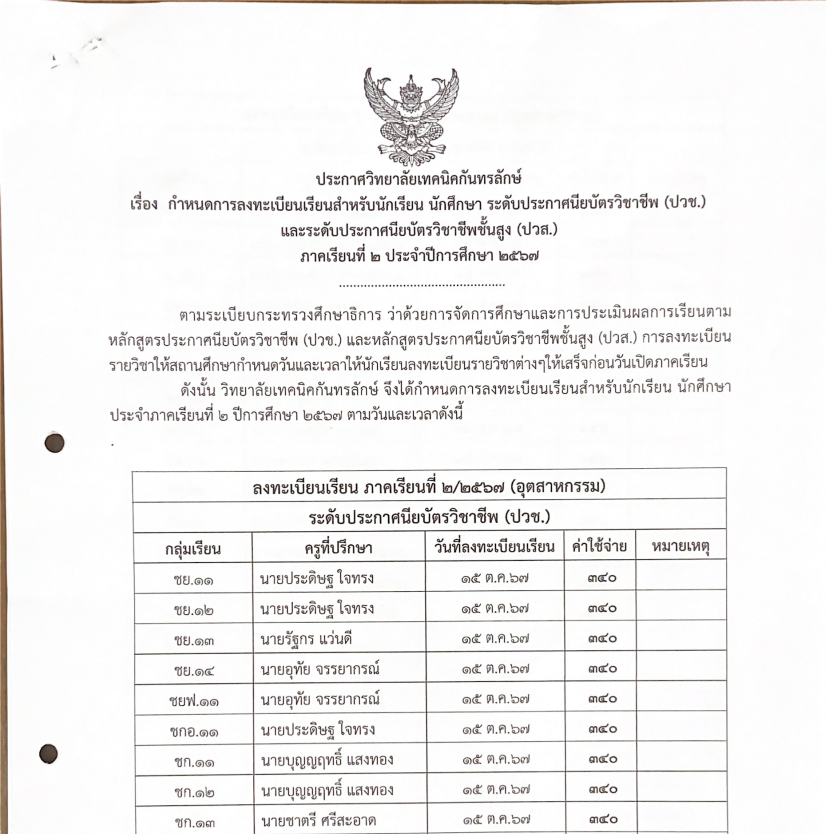 ประกาศวิทยาลัยเทคนิคกันทรลักษ์
เรื่อง กำหนดการลงทะเบียนเรียนสำหรับนักเรียน นักศึกษา ระดับประกาศนียบัตรวิชาชีพ (ปวช.)
และระดับประกาศนียบัตรวิชาชีพชั้นสูง (ปวส.)
ภาคเรียนที่ ๒ ประจำปีการศึกษา ๒๕๖๗
................................................
ตามระเบียบกระทรวงศึกษาธิการ ว่าด้วยการจัดการศึกษาและการประเมินผลการเรียนตาม
หลักสูตรประกาศนียบัตรวิชาชีพ (ปวช.) และหลักสูตรประกาศนียบัตรวิชาชีพชั้นสูง (ปวส.) การลงทะเบียน
รายวิชาให้สถานศึกษากำหนดวันและเวลาให้นักเรียนลงทะเบียนรายวิชาต่างๆให้เสร็จก่อนวันเปิดภาคเรียน
ดังนั้น วิทยาลัยเทคนิคกันทรลักษ์ จึงได้กำหนดการลงทะเบียนเรียนสำหรับนักเรียน นักศึกษา
ประจำภาคเรียนที่ ๒ ปีการศึกษา ๒๕๖๗ ตามวันและเวลาดังนี้
ลงทะเบียนเรียน ภาคเรียนที่ ๒/๒๕๖๗ (อุตสาหกรรม)
ระดับประกาศนียบัตรวิชาชีพ (ปวช.)
กลุ่มเรียน ครูที่ปรึกษา วันที่ลงทะเบียนเรียน ค่าใช้จ่าย หมายเหตุ
ชย.๑๑ นายประดิษฐ ใจทรง ๑๕ ต.ค.๖๗ ๓๔๐
ชย.๑๒ นายประดิษฐ ใจทรง ๑๕ ต.ค.๖๗ ๓๔๐
ชย.๑๓ นายรัฐกร แว่นดี ๑๕ ต.ค.๖๗ ๓๔๐
ชย.๑๔ นายอุทัย จรรยากรณ์ ๑๕ ต.ค.๖๗ ๓๔๐
ชยฟ.๑๑ นายอุทัย จรรยากรณ์ ๑๕ ต.ค.๖๗ ๓๔๐
ชกอ.๑๑ นายประดิษฐ ใจทรง ๑๕ ต.ค.๖๗ ๓๔๐
ชก.๑๑ นายบุญญฤทธิ์ แสงทอง ๑๕ ต.ค.๖๗ ๓๔๐
ชก.๑๒ นายบุญญฤทธิ์ แสงทอง ๑๕ ต.ค.๖๗ ๓๔๐
ชก.๑๓ นายชาตรี ศรีสะอาด ๑๕ ต.ค.๖๗ ๓๔๐